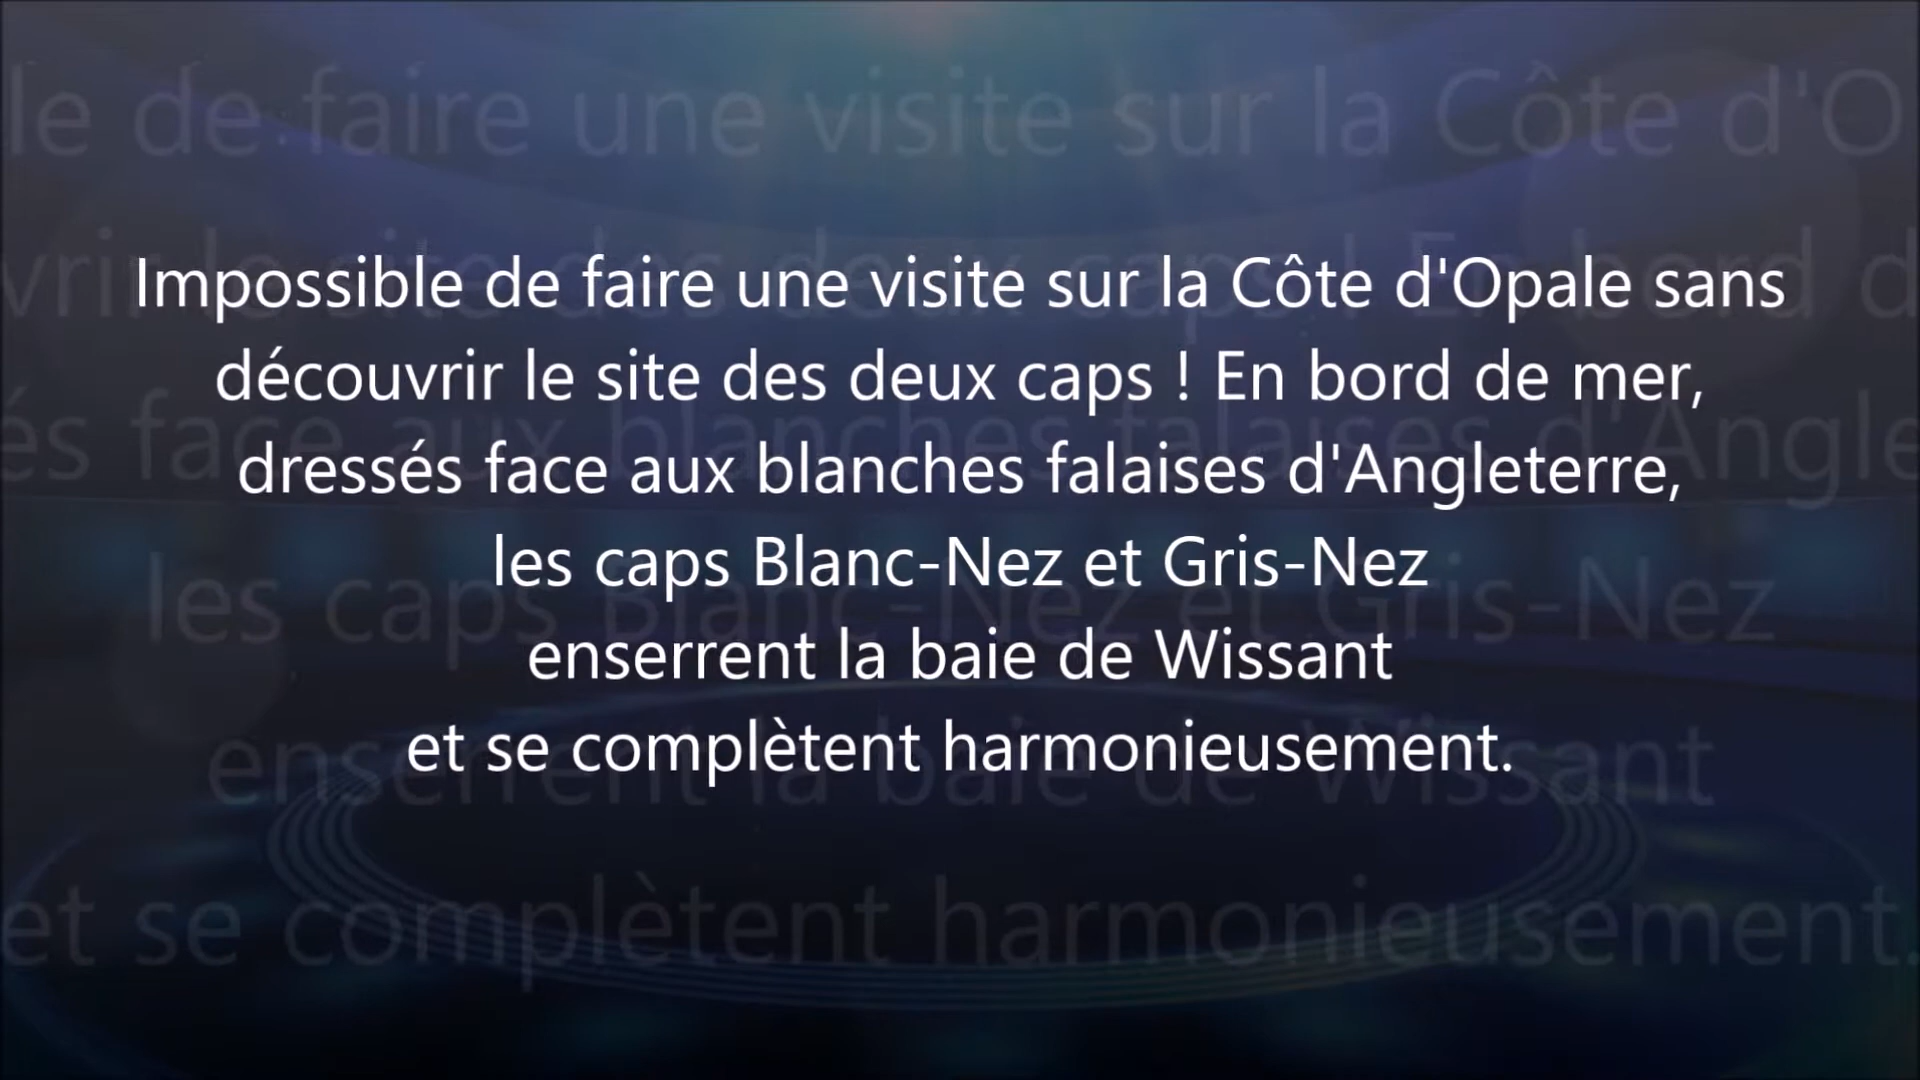 Impossible de faire une visite sur la Côte d'Opale sans
découvrir le site des deux caps ! En bord de mer,
dressés face aux blanches falaises d'Angleterre,
les caps Blanc-Nez et Gris-Nez
enserrent la baie de Wissant
et se complètent harmonieusement.